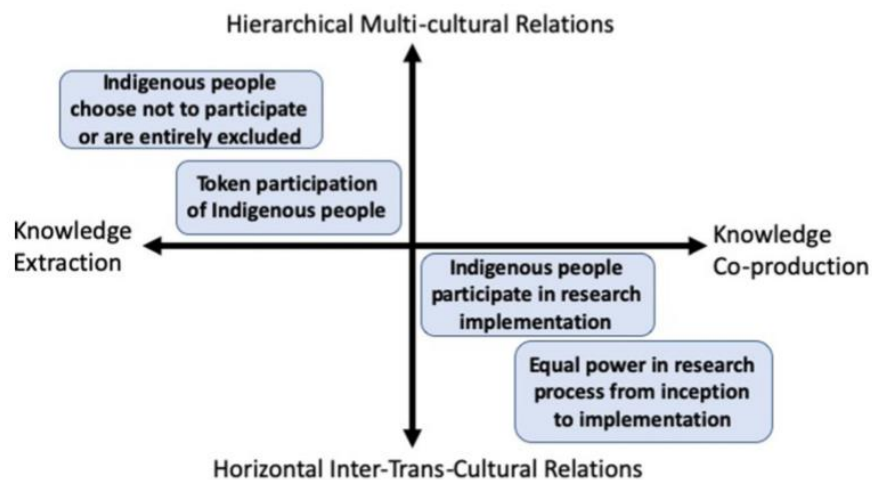 Hierarchical Multi-cultural Relations
Indigenous people
choose not to participate
or are entirely excluded
Token participation
of Indigenous people
Knowledge
Extraction
Knowledge
Co-production
Indigenous people
participate in research
implementation
Equal power in research
process from inception
to implementation
Horizontal Inter-Trans-Cultural Relations